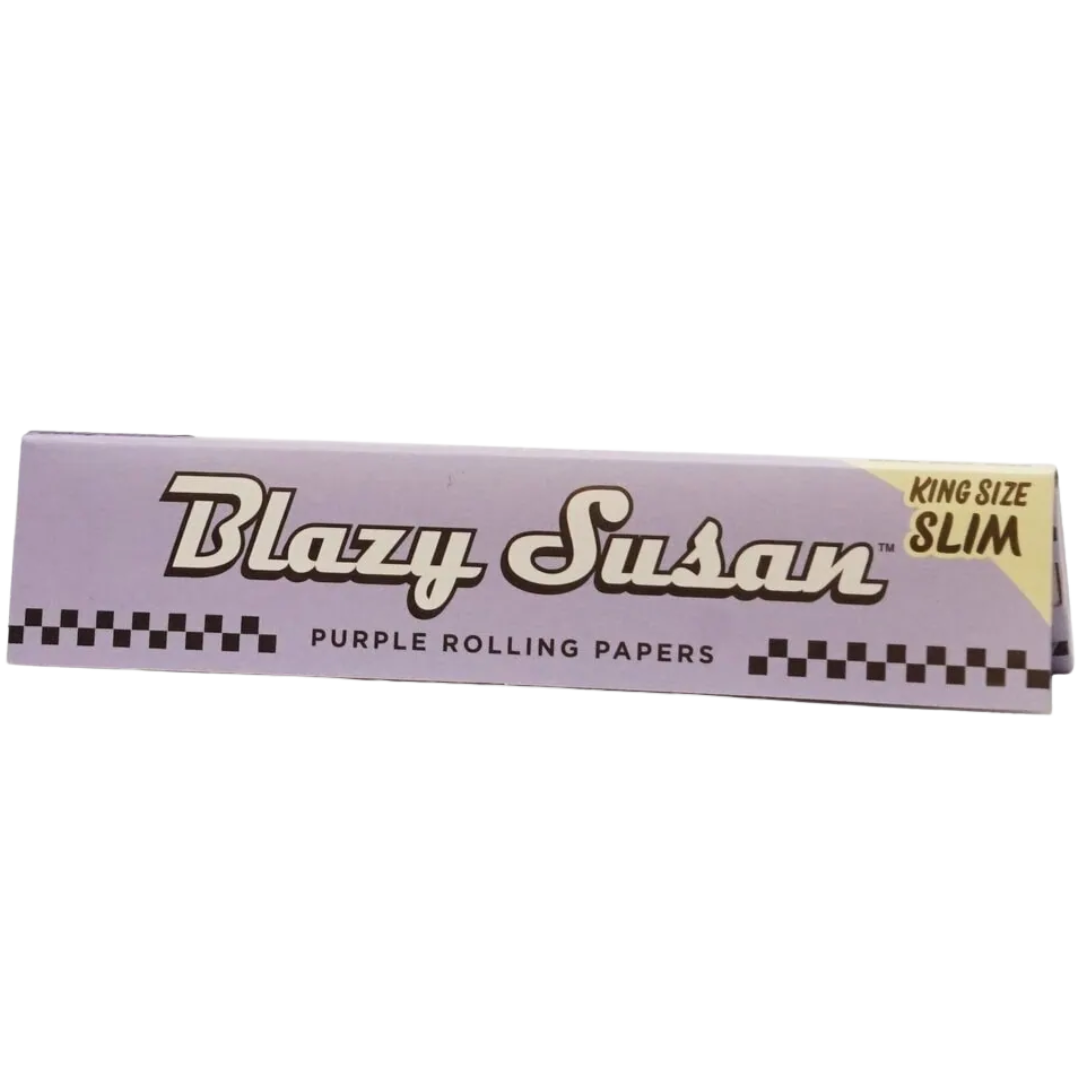 Blazy Susan™
KING SIZE
SLIM
PURPLE ROLLING PAPERS